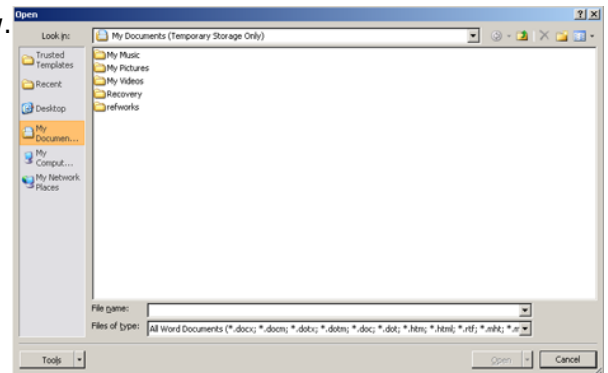 Open
Look in: My Documents (Temporary Storage Only)
Trusted Templates
Recent
Desktop
My Documen...
My Comput...
My Network Places
My Music
My Pictures
My Videos
Recovery
refworks
File name:
Files of type: All Word Documents (*.docx; *.docm; *.dotx; *.dotm; *.doc; *.dot; *.htm; *.html; *.rtf; *.mht; *.m
Tools
Open
Cancel